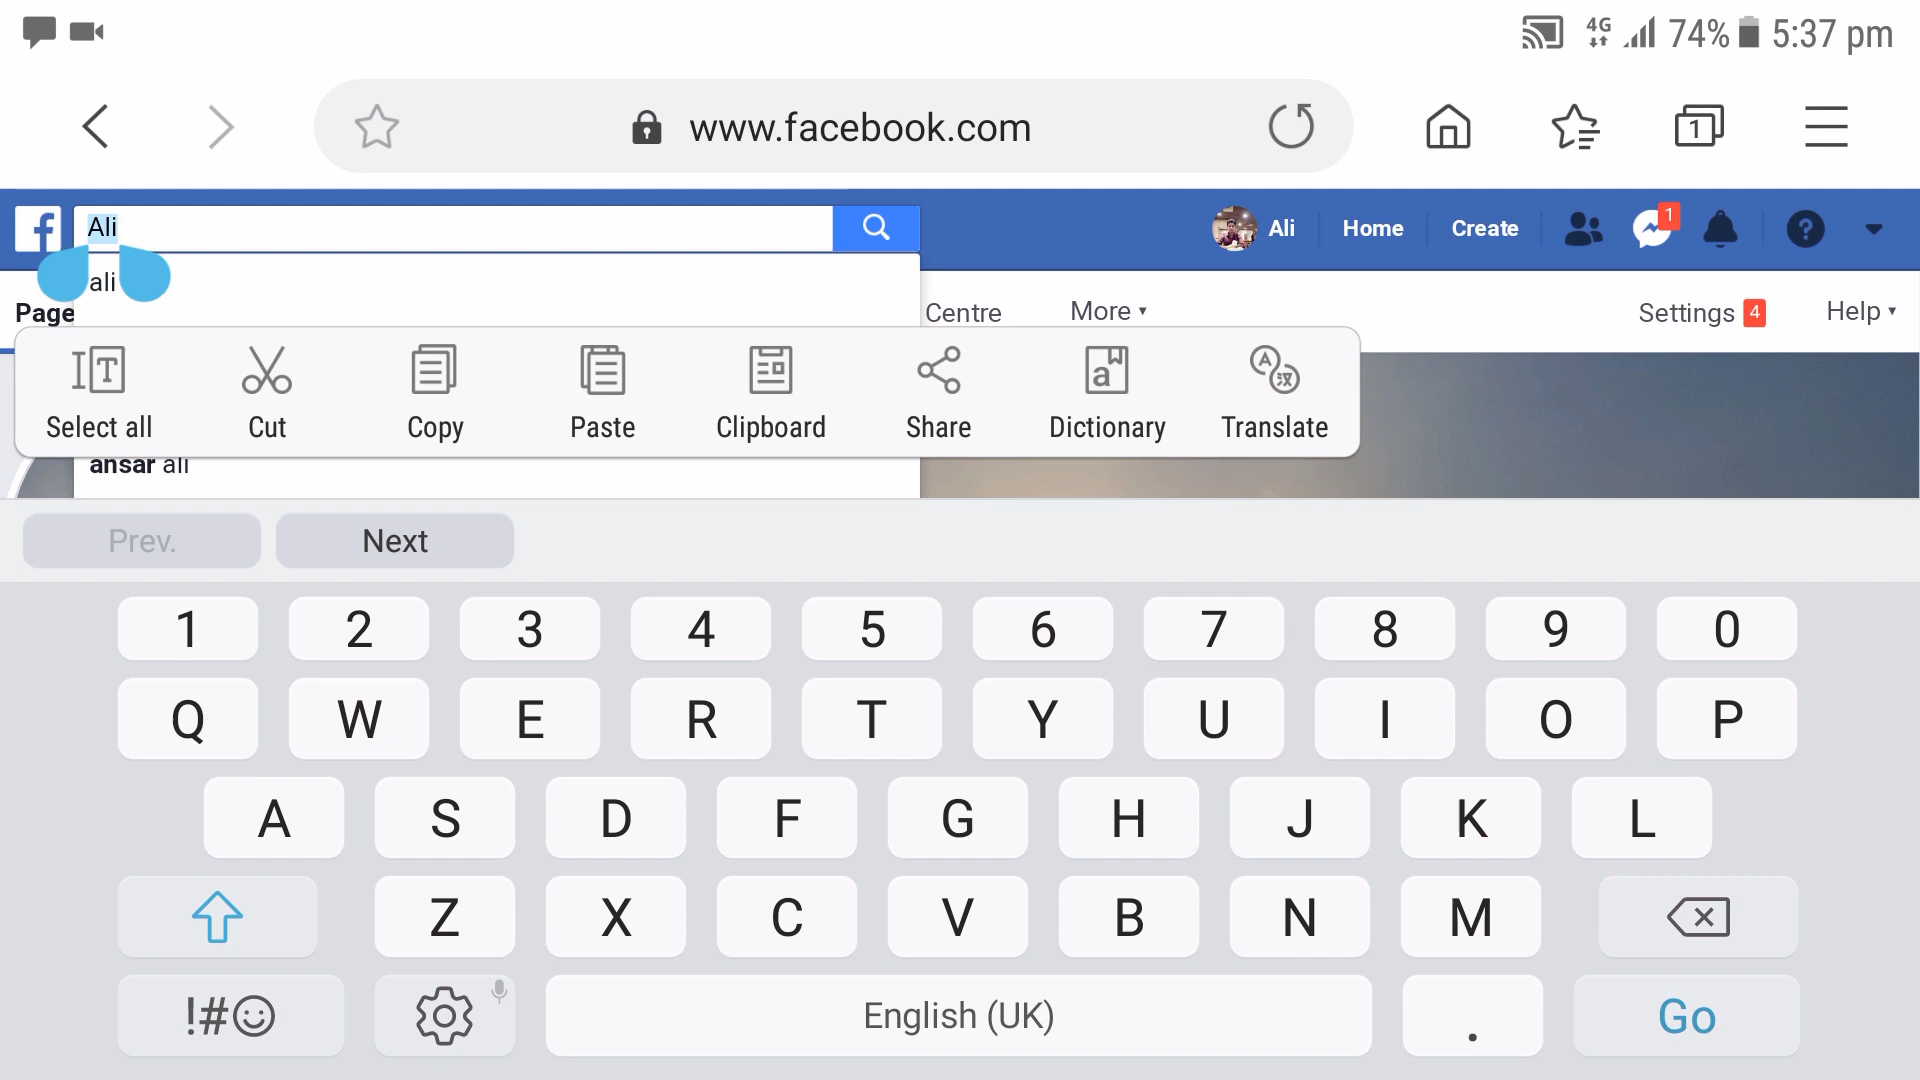 4G 74% 5:37 pm
www.facebook.com
1
f Ali
Ali Home Create 1 ?
ali
Page Centre More Settings 4 Help
Select all Cut Copy Paste Clipboard Share Dictionary Translate
ansar ali
Prev. Next
1 2 3 4 5 6 7 8 9 0
Q W E R T Y U I O P
A S D F G H J K L
Z X C V B N M
!#☺ English (UK) . Go